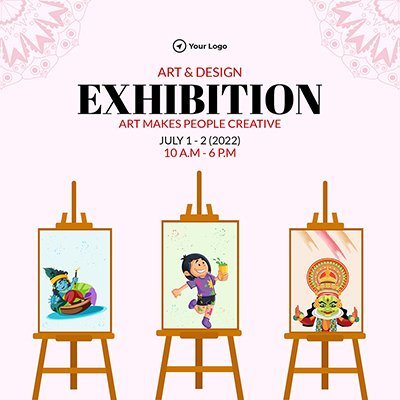 Your Logo
ART & DESIGN
EXHIBITION
ART MAKES PEOPLE CREATIVE
JULY 1 - 2 (2022)
10 A.M - 6 P.M